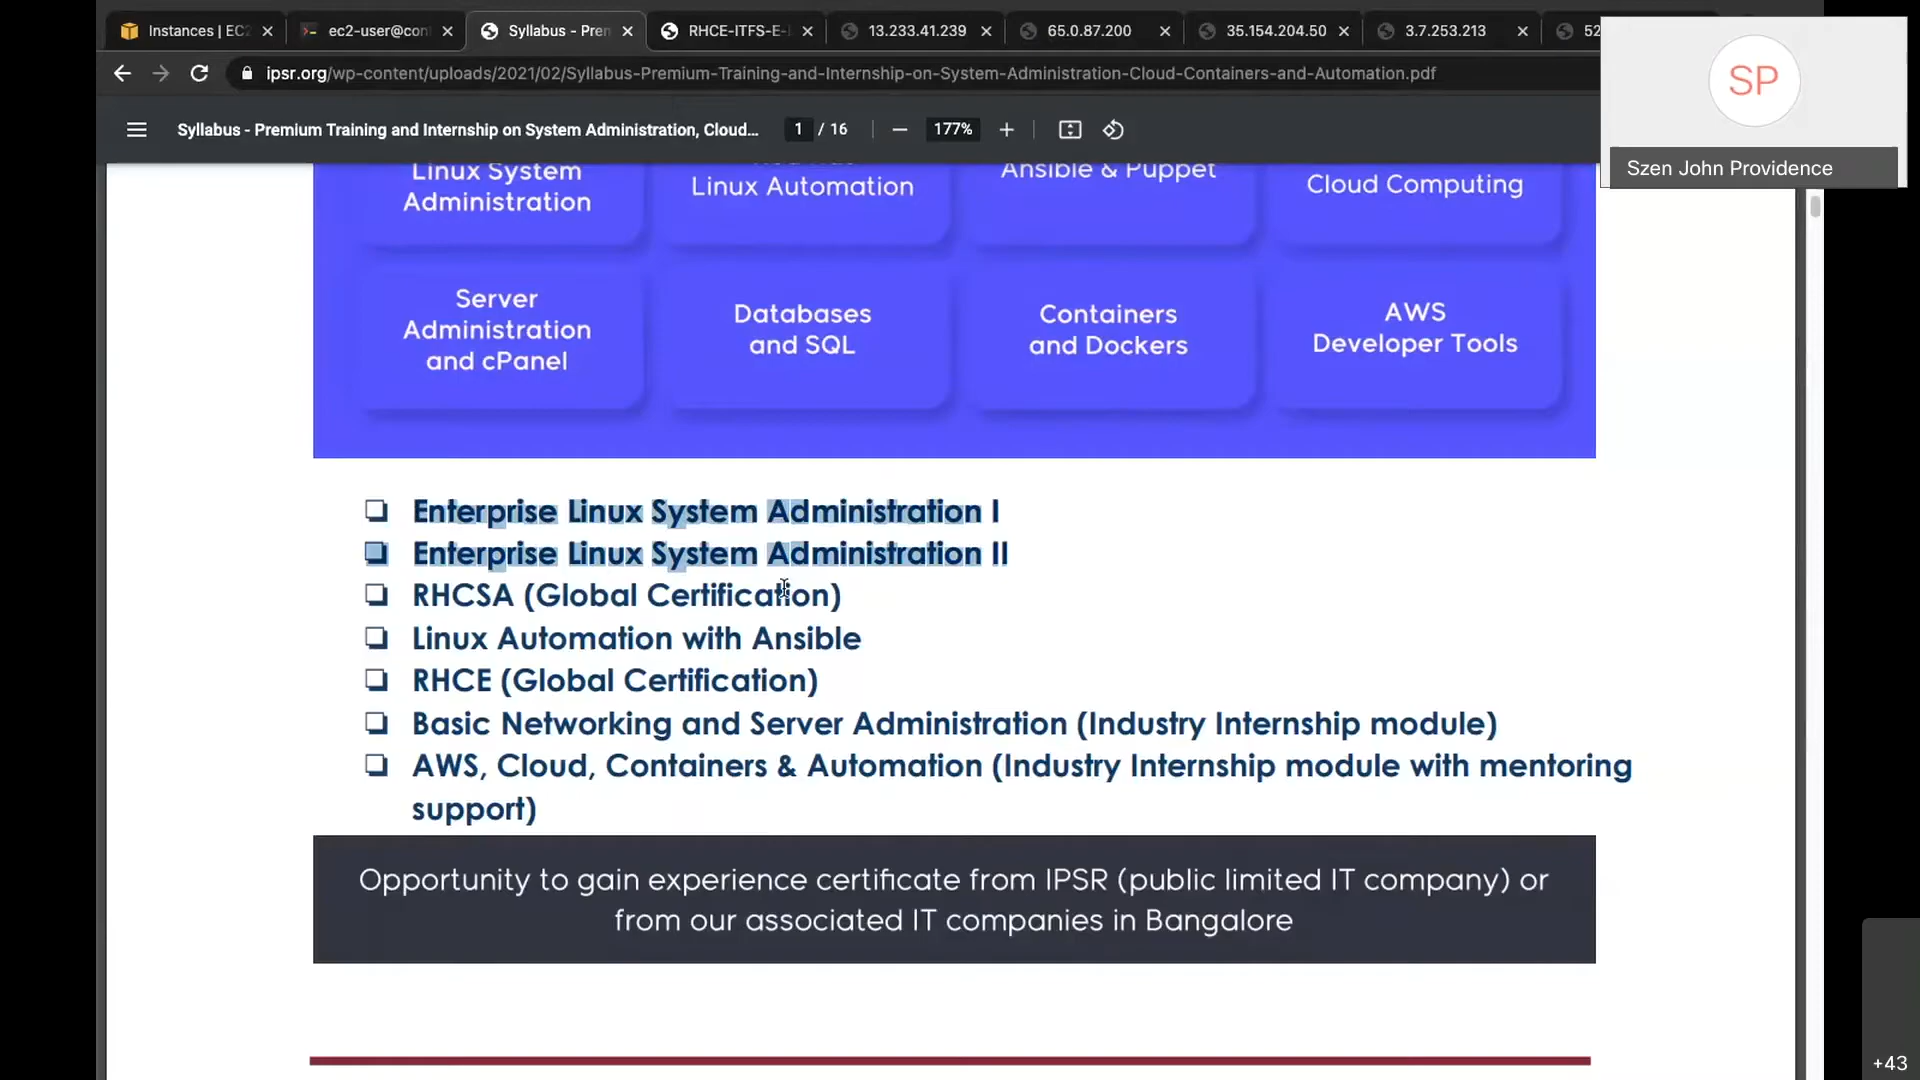 Instances | EC
ec2-user@con
Syllabus - Pren
RHCE-ITFS-E-
13.233.41.239
65.0.87.200
35.154.204.50
3.7.253.213
52
ipsr.org/wp-content/uploads/2021/02/Syllabus-Premium-Training-and-Internship-on-System-Administration-Cloud-Containers-and-Automation.pdf
SP
Szen John Providence
Syllabus - Premium Training and Internship on System Administration, Cloud...
1 / 16
177%
Linux System
Administration
Linux Automation
Ansible & Puppet
Cloud Computing
Server
Administration
and cPanel
Databases
and SQL
Containers
and Dockers
AWS
Developer Tools
❏ Enterprise Linux System Administration I
❏ Enterprise Linux System Administration II
❏ RHCSA (Global Certification)
❏ Linux Automation with Ansible
❏ RHCE (Global Certification)
❏ Basic Networking and Server Administration (Industry Internship module)
❏ AWS, Cloud, Containers & Automation (Industry Internship module with mentoring
support)
Opportunity to gain experience certificate from IPSR (public limited IT company) or
from our associated IT companies in Bangalore
+43